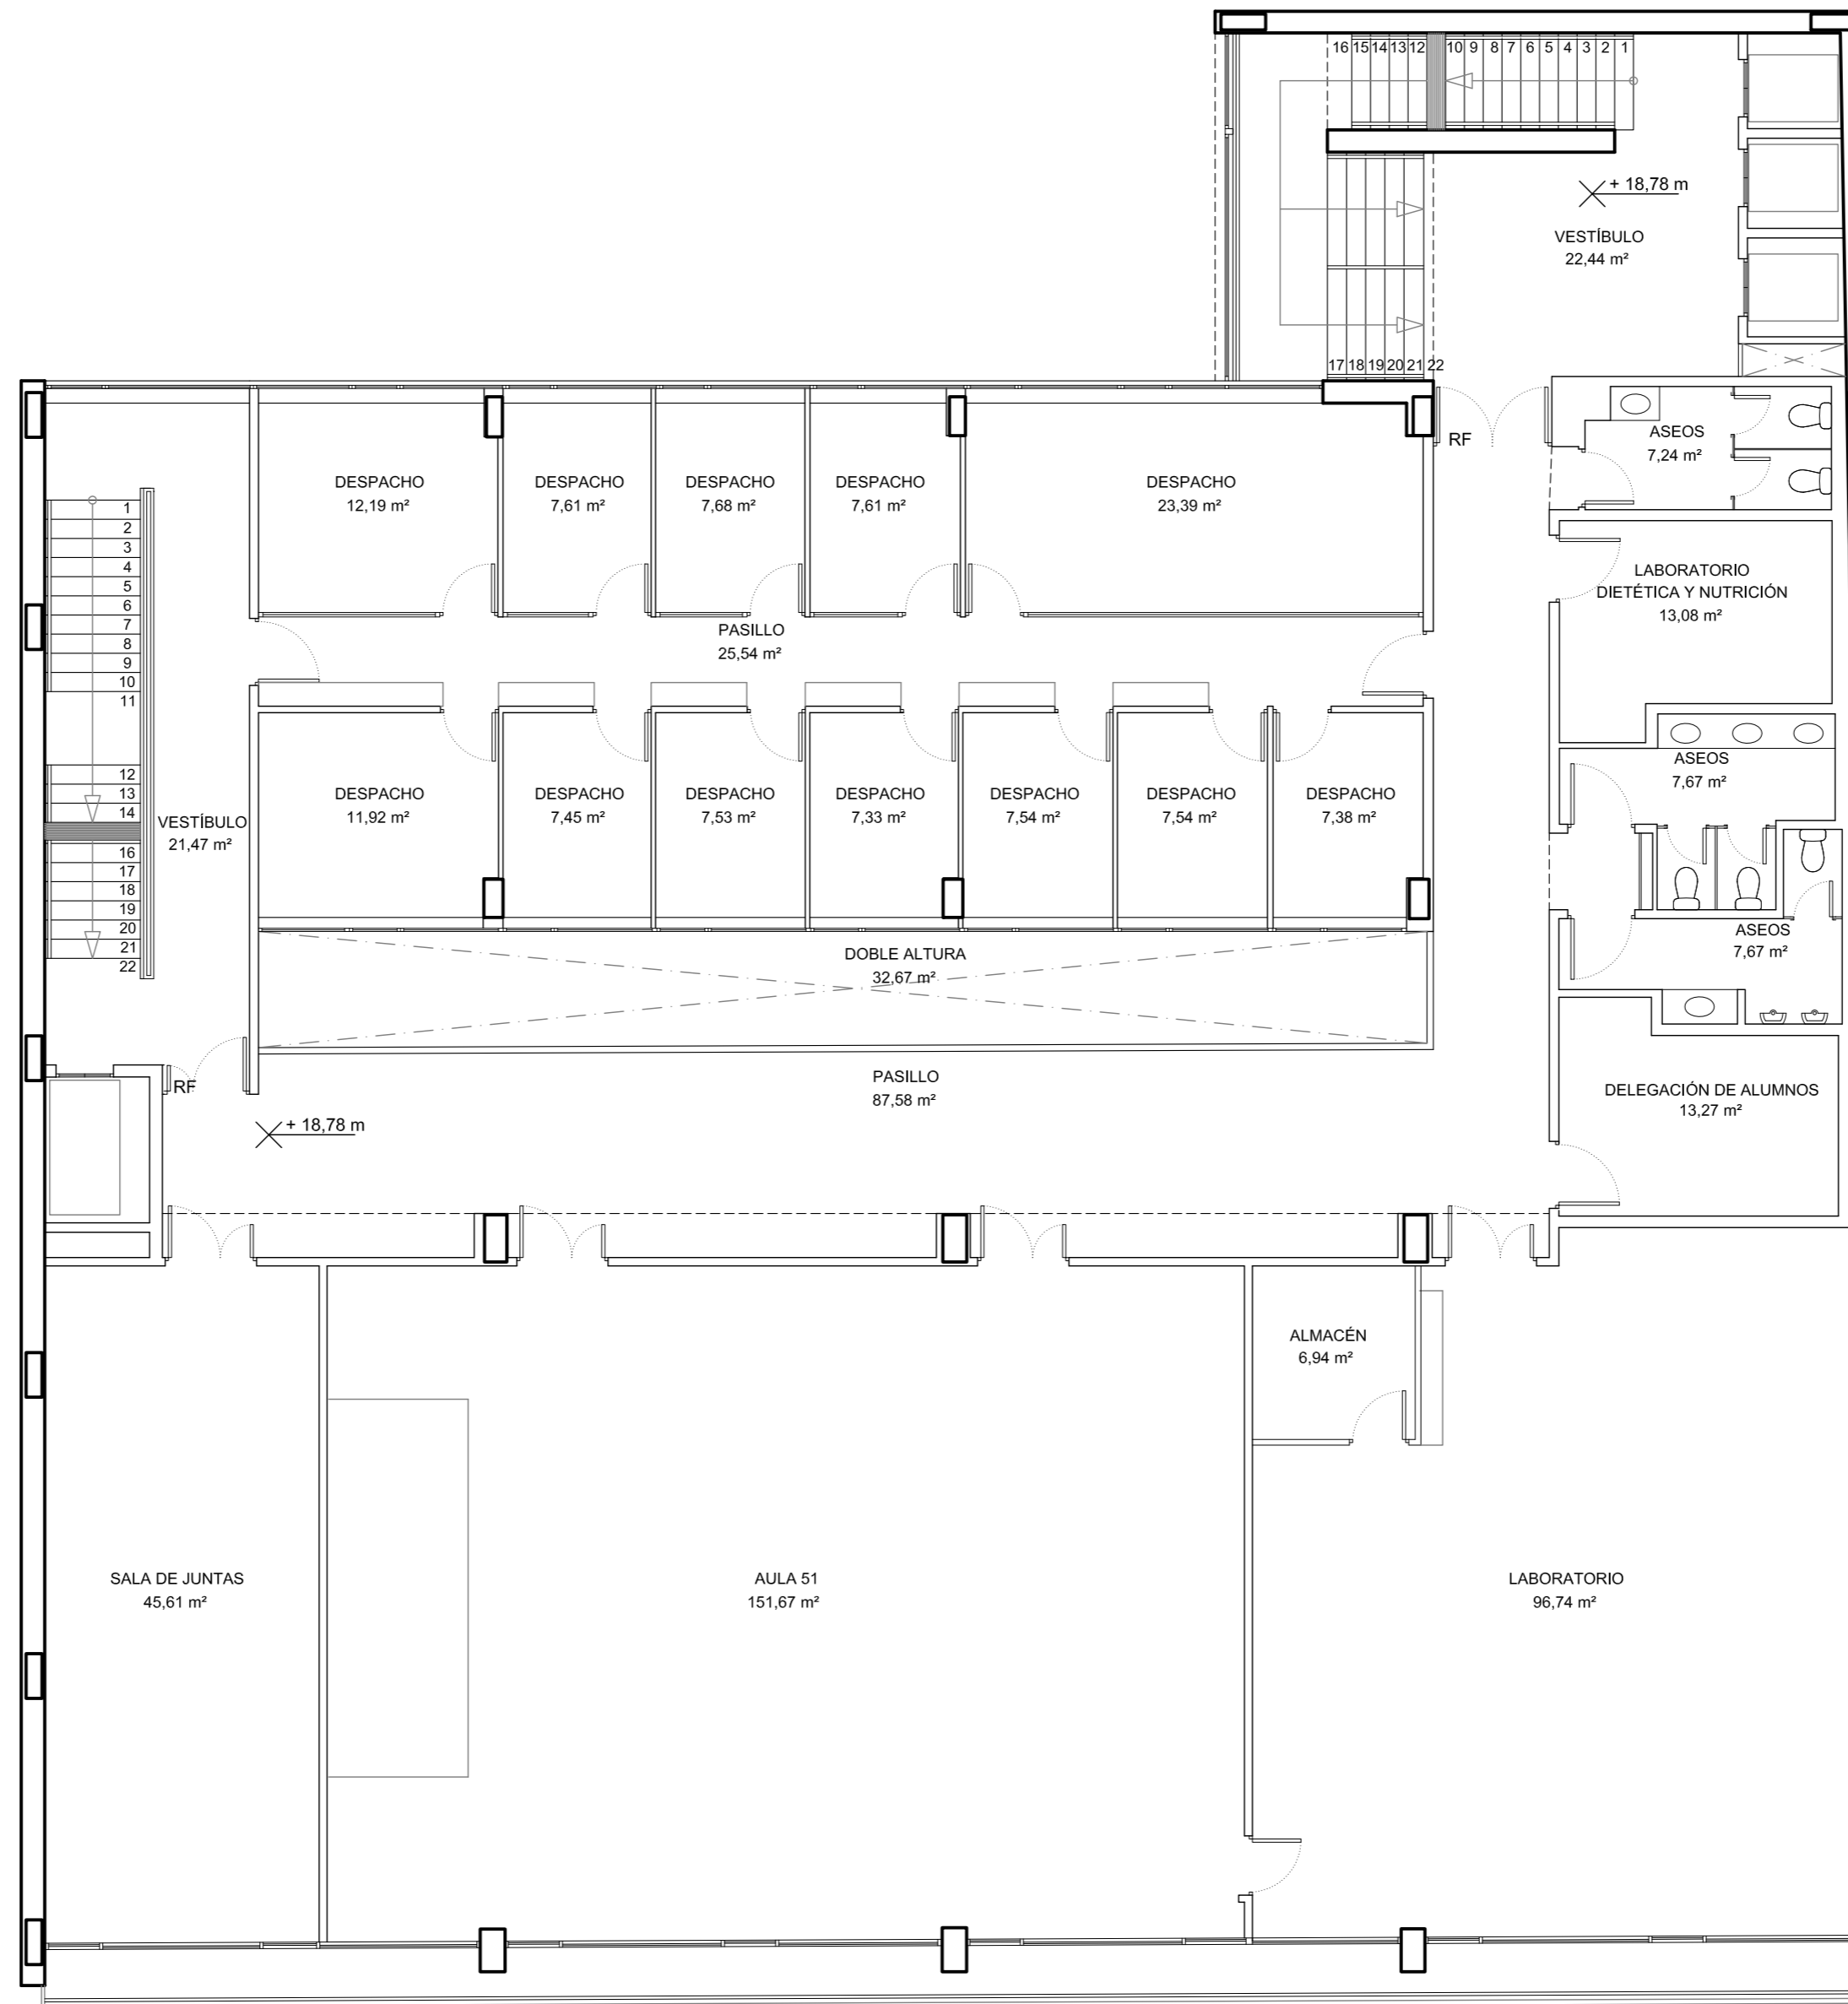 16 15 14 13 12 10 9 8 7 6 5 4 3 2 1
+ 18,78 m
VESTÍBULO
22,44 m²
17 18 19 20 21 22
RF
ASEOS
7,24 m²
DESPACHO
12,19 m²
DESPACHO
7,61 m²
DESPACHO
7,68 m²
DESPACHO
7,61 m²
DESPACHO
23,39 m²
1
2
3
4
5
6
7
8
9
10
11
12
13
14
16
17
18
19
20
21
22
VESTÍBULO
21,47 m²
PASILLO
25,54 m²
LABORATORIO
DIETÉTICA Y NUTRICIÓN
13,08 m²
DESPACHO
11,92 m²
DESPACHO
7,45 m²
DESPACHO
7,53 m²
DESPACHO
7,33 m²
DESPACHO
7,54 m²
DESPACHO
7,54 m²
DESPACHO
7,38 m²
ASEOS
7,67 m²
ASEOS
7,67 m²
DOBLE ALTURA
32,67 m²
PASILLO
87,58 m²
RF
+ 18,78 m
DELEGACIÓN DE ALUMNOS
13,27 m²
ALMACÉN
6,94 m²
SALA DE JUNTAS
45,61 m²
AULA 51
151,67 m²
LABORATORIO
96,74 m²